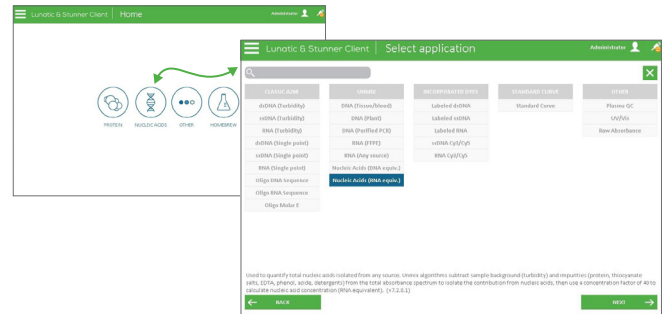 Lunatic & Stunner Client | Home
Administrator
PROTEIN
NUCLEIC ACIDS
OTHER
HOMEBREW
Lunatic & Stunner Client | Select application
Administrator
CLASSIC A260
UNMIX
INCORPORATED DYES
STANDARD CURVE
OTHER
dsDNA (Turbidity)
DNA (Tissue/blood)
Labeled dsDNA
Standard Curve
Plasma QC
ssDNA (Turbidity)
DNA (Plant)
Labeled ssDNA
UV/Vis
RNA (Turbidity)
DNA (Purified PCR)
Labeled RNA
Raw Absorbance
dsDNA (Single point)
RNA (FFPE)
ssDNA Cy3/Cy5
ssDNA (Single point)
RNA (Any source)
RNA Cy3/Cy5
RNA (Single point)
Nucleic Acids (DNA equiv.)
Oligo DNA Sequence
Nucleic Acids (RNA equiv.)
Oligo RNA Sequence
Oligo Molar E
Used to quantify total nucleic acids isolated from any source. Unmix algorithms subtract sample background (turbidity) and impurities (protein, thiocyanate
salts, EDTA, phenol, azide, detergents) from the total absorbance spectrum to isolate the contribution from nucleic acids, then use a concentration factor of 40 to
calculate nucleic acid concentration (RNA equivalent). (v7.2.0.1)
BACK
NEXT